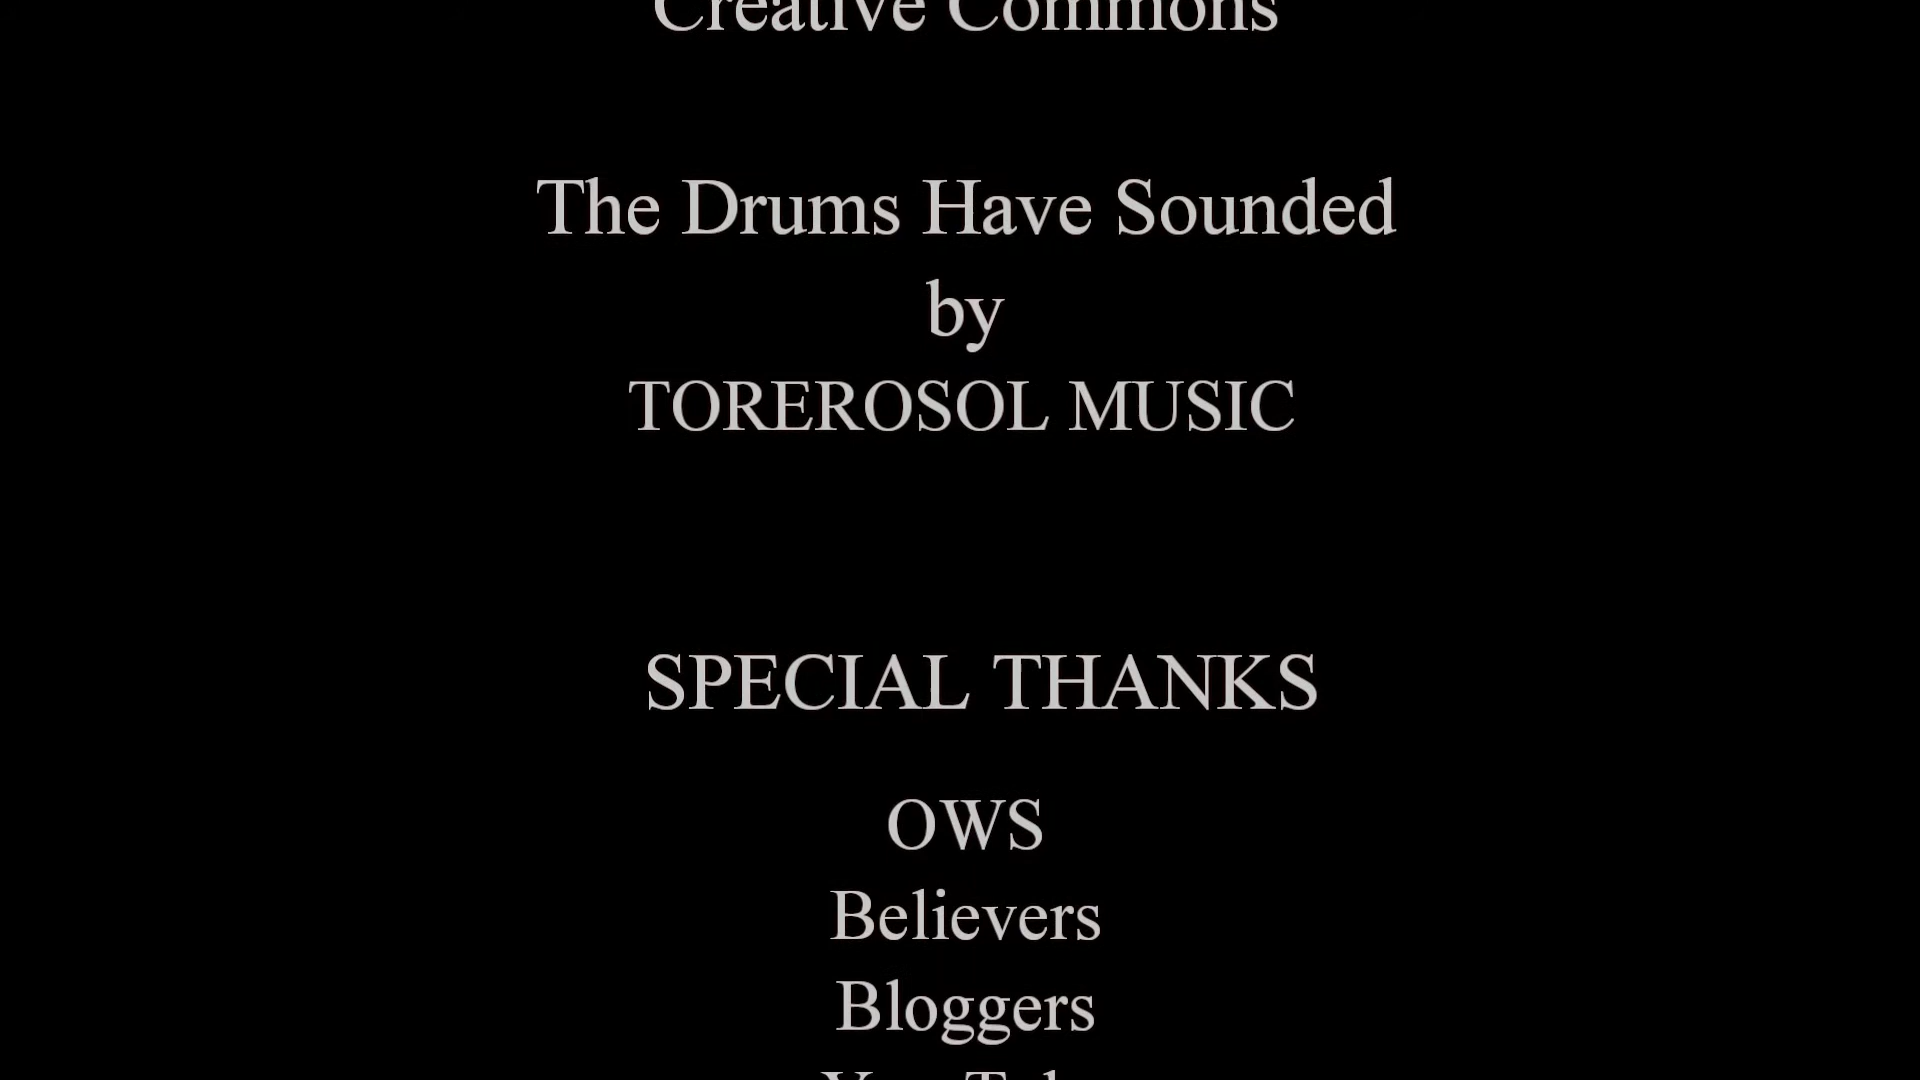 Creative Commons
The Drums Have Sounded
by
TOREROSOL MUSIC
SPECIAL THANKS
OWS
Believers
Bloggers